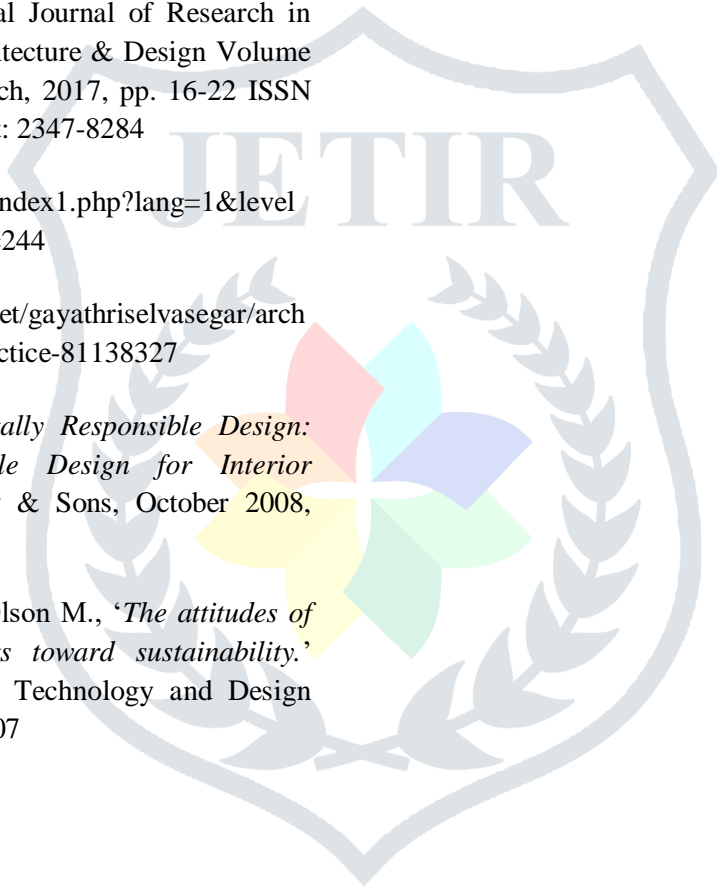 al Journal of Research in
itecture & Design Volume
ch, 2017, pp. 16-22 ISSN
: 2347-8284
JETIR
ndex1.php?lang=1&level
244
et/gayathriselvasegar/arch
ctice-81138327
ally Responsible Design:
le Design for Interior
& Sons, October 2008,
lson M., ‘The attitudes of
s toward sustainability.’
Technology and Design
07